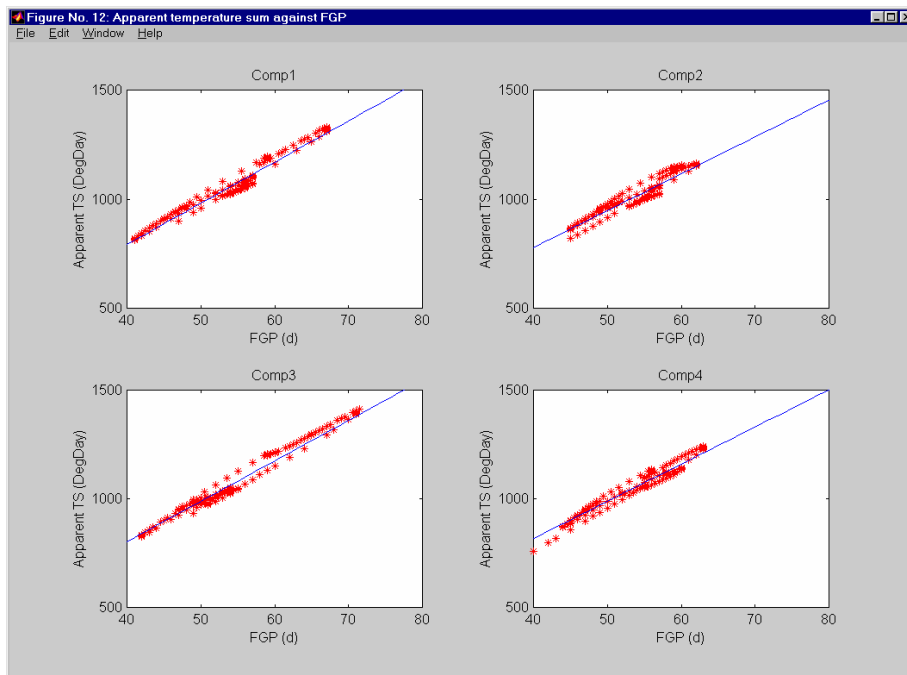 Figure No. 12: Apparent temperature sum against FGP
File Edit Window Help
Comp1
1500
1000
500
Apparent TS (DegDay)
40 50 60 70 80
FGP (d)
Comp2
1500
1000
500
Apparent TS (DegDay)
40 50 60 70 80
FGP (d)
Comp3
1500
1000
500
Apparent TS (DegDay)
40 50 60 70 80
FGP (d)
Comp4
1500
1000
500
Apparent TS (DegDay)
40 50 60 70 80
FGP (d)